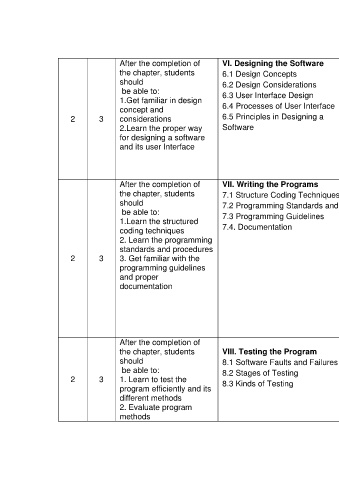 2
3
After the completion of
the chapter, students
should
be able to:
1.Get familiar in design
concept and
considerations
2.Learn the proper way
for designing a software
and its user Interface
VI. Designing the Software
6.1 Design Concepts
6.2 Design Considerations
6.3 User Interface Design
6.4 Processes of User Interface
6.5 Principles in Designing a
Software
2
3
After the completion of
the chapter, students
should
be able to:
1.Learn the structured
coding techniques
2. Learn the programming
standards and procedures
3. Get familiar with the
programming guidelines
and proper
documentation
VII. Writing the Programs
7.1 Structure Coding Techniques
7.2 Programming Standards and
7.3 Programming Guidelines
7.4. Documentation
2
3
After the completion of
the chapter, students
should
be able to:
1. Learn to test the
program efficiently and its
different methods
2. Evaluate program
methods
VIII. Testing the Program
8.1 Software Faults and Failures
8.2 Stages of Testing
8.3 Kinds of Testing